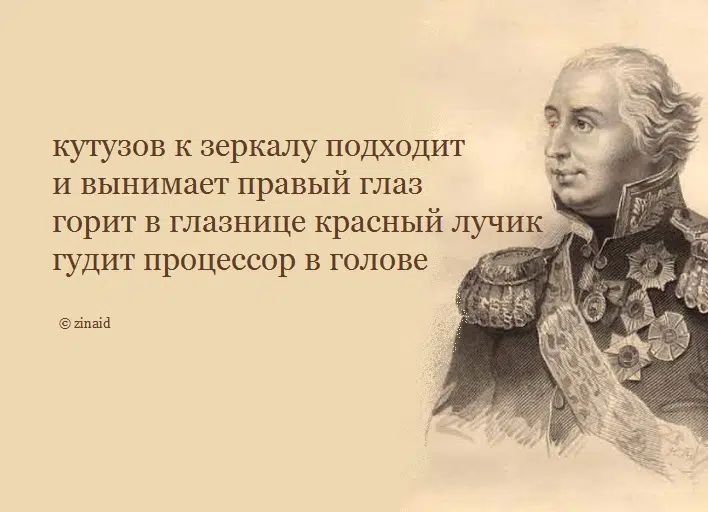 кутузов к зеркалу подходит
и вынимает правый глаз
горит в глазнице красный лучик
гудит процессор в голове
© zinaid